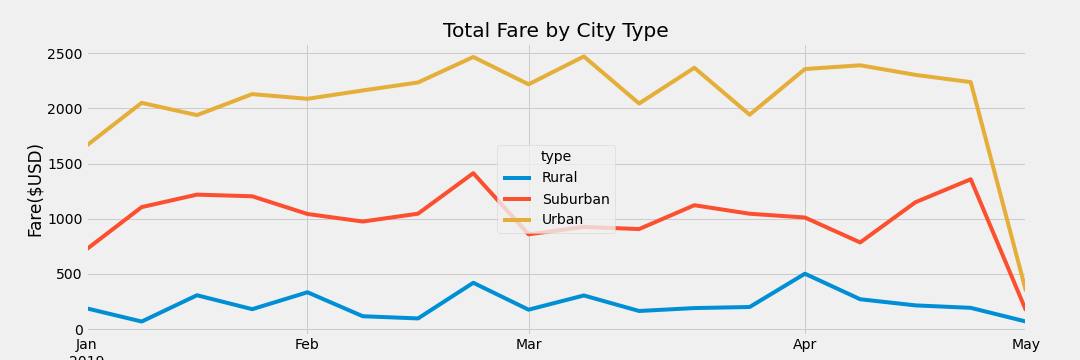 Total Fare by City Type
Fare($USD)
2500
2000
1500
1000
500
0
type
Rural
Suburban
Urban
Jan Feb Mar Apr May
2019